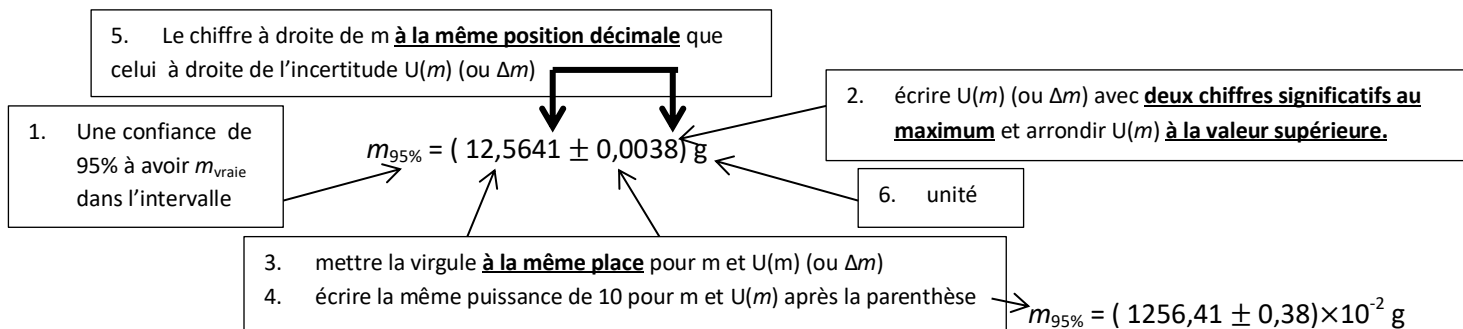 5. Le chiffre à droite de m à la même position décimale que
celui à droite de l'incertitude U(m) (ou Δm)
1. Une confiance de
95% à avoir mvraie
dans l'intervalle
m95% = ( 12,5641 ± 0,0038) g
2. écrire U(m) (ou Δm) avec deux chiffres significatifs au
maximum et arrondir U(m) à la valeur supérieure.
6. unité
3. mettre la virgule à la même place pour m et U(m) (ou Δm)
4. écrire la même puissance de 10 pour m et U(m) après la parenthèse
m95% = ( 1256,41 ± 0,38)×10⁻² g